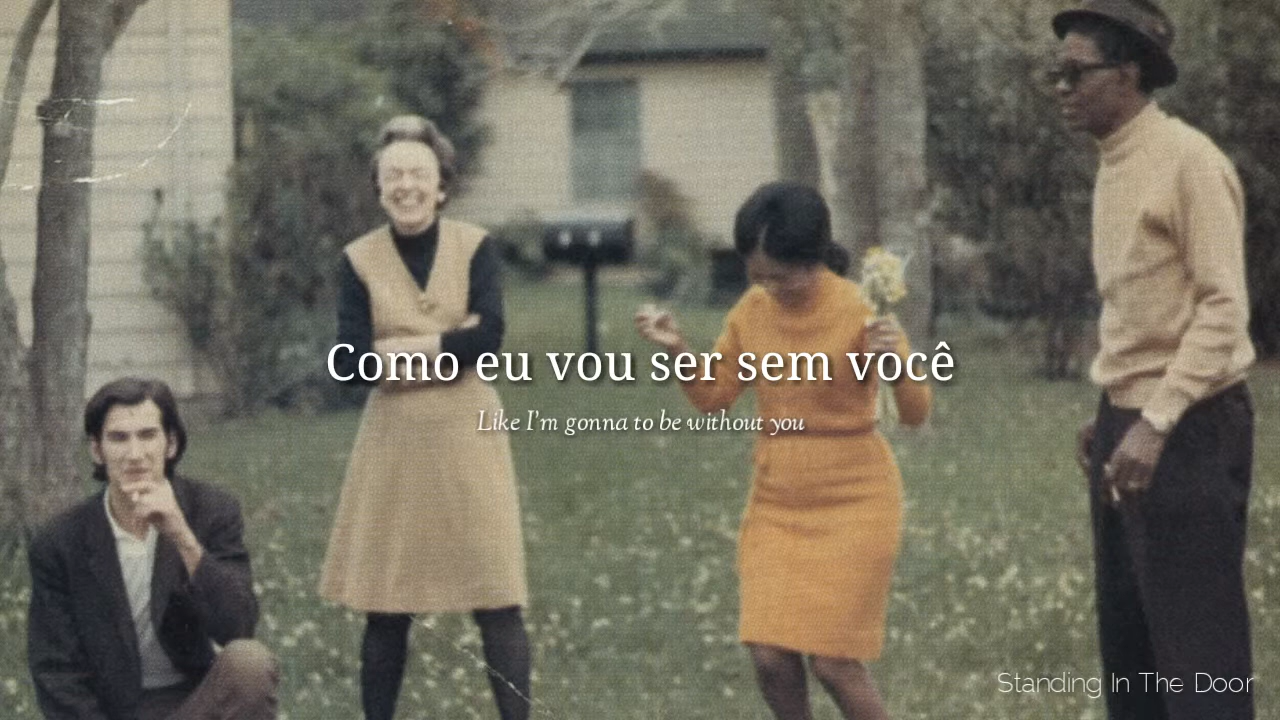 Como eu vou ser sem você
Like I'm gonna to be without you
Standing In The Door